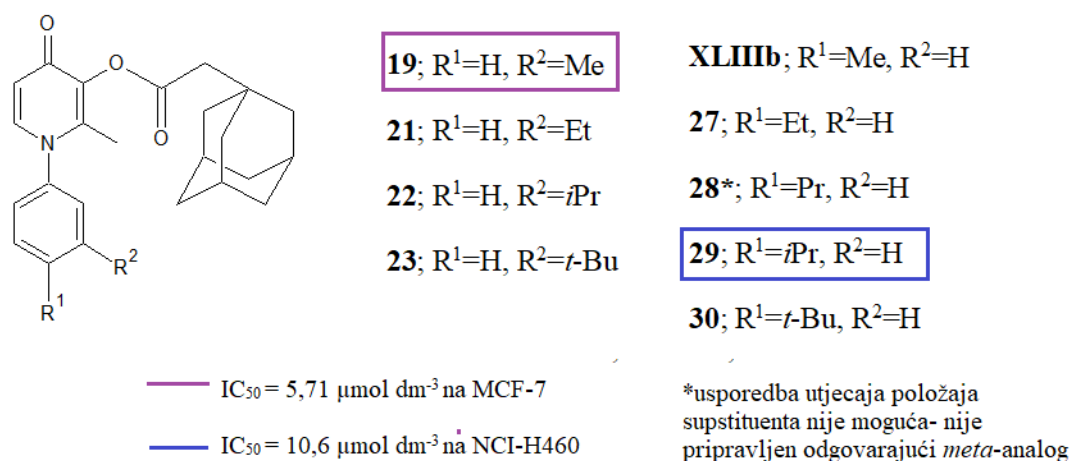 O
O
O
N
R²
R¹
19; R¹=H, R²=Me
21; R¹=H, R²=Et
22; R¹=H, R²=iPr
23; R¹=H, R²=t-Bu
XLIIIb; R¹=Me, R²=H
27; R¹=Et, R²=H
28*; R¹=Pr, R²=H
29; R¹=iPr, R²=H
30; R¹=t-Bu, R²=H
IC₅₀ = 5,71 µmol dm⁻³ na MCF-7
IC₅₀ = 10,6 µmol dm⁻³ na NCI-H460
*usporedba utjecaja položaja
supstituenta nije moguća- nije
pripravljen odgovarajući meta-analog